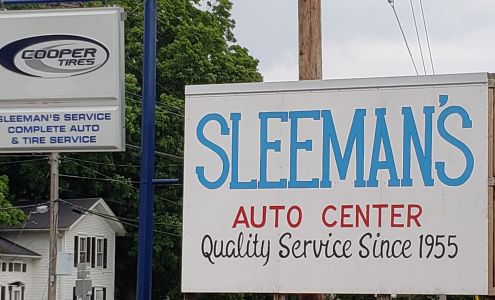 COOPER
TIRES
SLEEMAN'S SERVICE
COMPLETE AUTO
& TIRE SERVICE
SLEEMAN'S
AUTO CENTER
Quality Service Since 1955